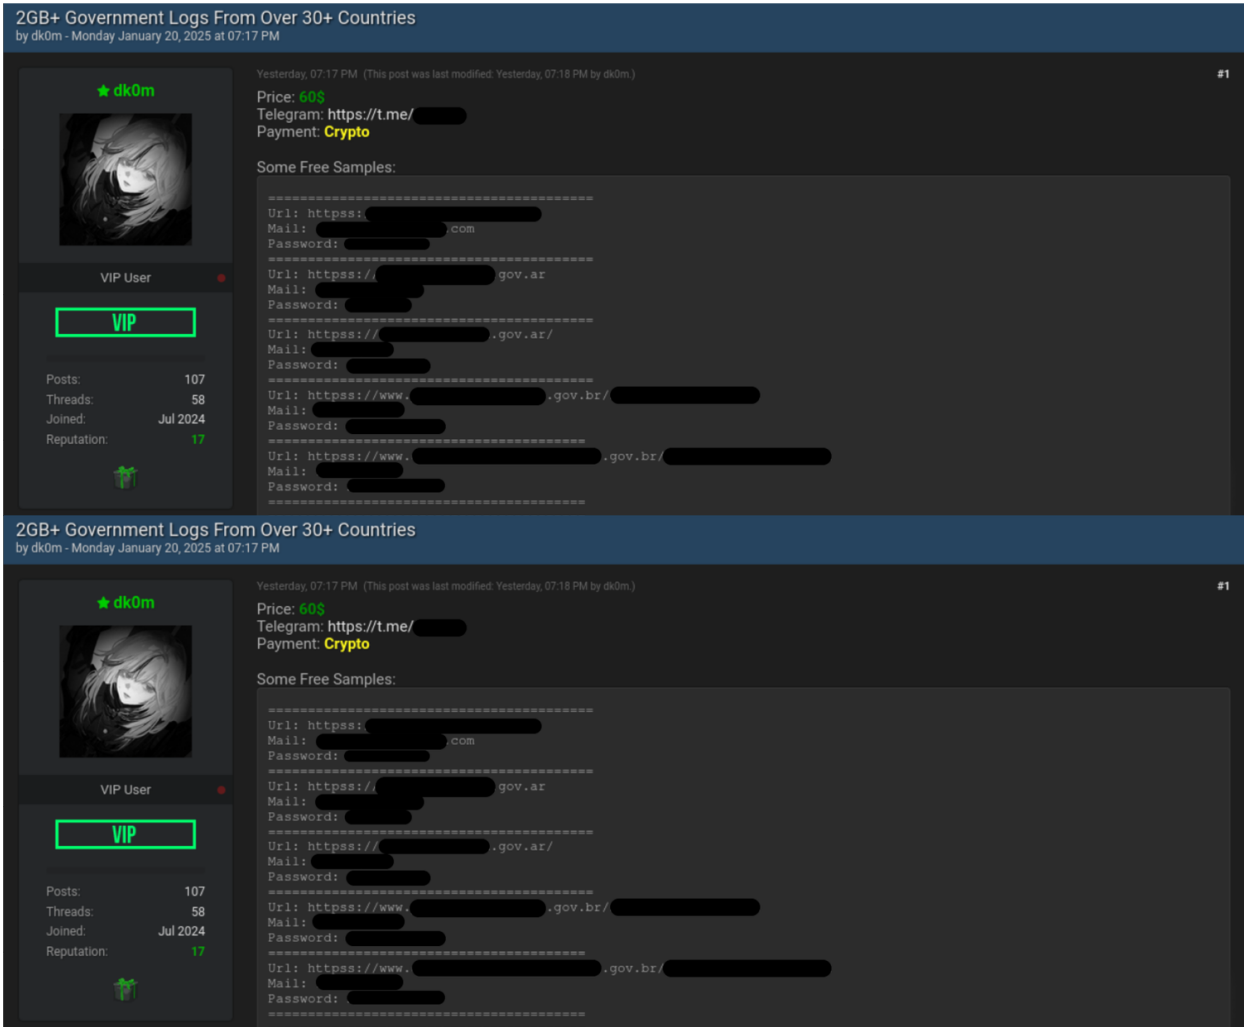 2GB+ Government Logs From Over 30+ Countries
by dk0m - Monday January 20, 2025 at 07:17 PM
Yesterday, 07:17 PM (This post was last modified: Yesterday, 07:18 PM by dk0m.)
#1
dk0m
VIP User
VIP
Posts: 107
Threads: 58
Joined: Jul 2024
Reputation: 17
Price: 60$
Telegram: https://t.me/
Payment: Crypto
Some Free Samples:
=========================================
Url: httpss:
Mail: com
Password:
=========================================
Url: httpss:/ gov.ar
Mail:
Password:
=========================================
Url: httpss:// .gov.ar/
Mail:
Password:
=========================================
Url: httpss://www. .gov.br/
Mail:
Password:
========================================
Url: httpss://www. .gov.br/
Mail:
Password:
========================================
2GB+ Government Logs From Over 30+ Countries
by dk0m - Monday January 20, 2025 at 07:17 PM
Yesterday, 07:17 PM (This post was last modified: Yesterday, 07:18 PM by dk0m.)
#1
dk0m
VIP User
VIP
Posts: 107
Threads: 58
Joined: Jul 2024
Reputation: 17
Price: 60$
Telegram: https://t.me/
Payment: Crypto
Some Free Samples:
=========================================
Url: httpss:
Mail: com
Password:
=========================================
Url: httpss:/ gov.ar
Mail:
Password:
=========================================
Url: httpss:// .gov.ar/
Mail:
Password:
=========================================
Url: httpss://www. .gov.br/
Mail:
Password:
========================================
Url: httpss://www. .gov.br/
Mail:
Password:
========================================